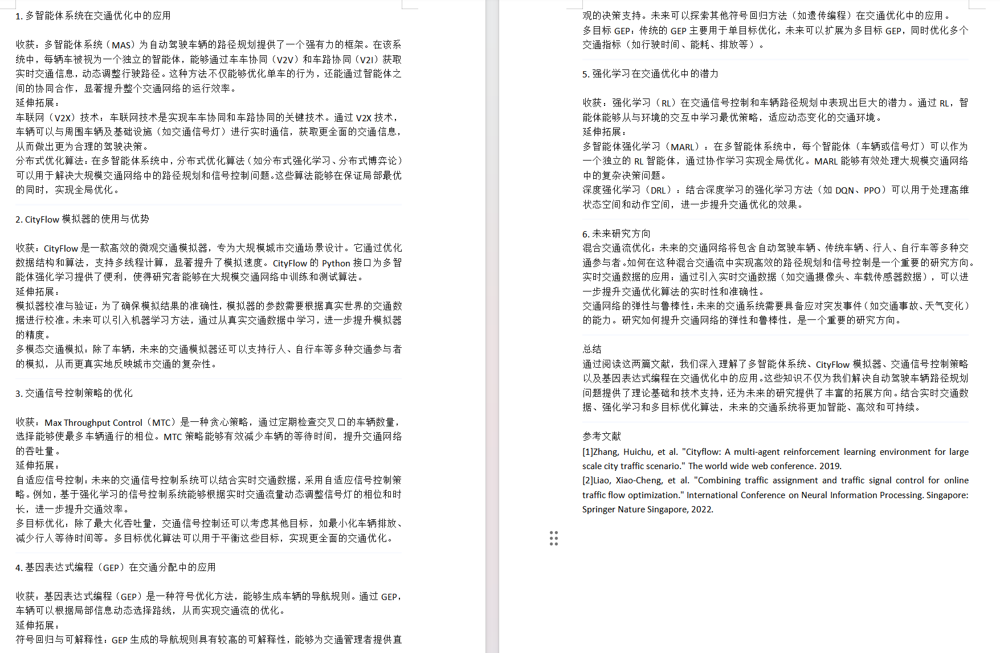 1. 多智能体系统在交通优化中的应用
收获：多智能体系统（MAS）为自动驾驶车辆的路径规划提供了一个强有力的框架。在该系
统中，每辆车被视为一个独立的智能体，能够通过车车协同（V2V）和车路协同（V2I）获取
实时交通信息，动态调整行驶路径。这种方法不仅能够优化单车的行为，还能通过智能体之
间的协同合作，显著提升整个交通网络的运行效率。
延伸拓展：
车联网（V2X）技术：车联网技术是实现车车协同和车路协同的关键技术。通过 V2X 技术，
车辆可以与周围车辆及基础设施（如交通信号灯）进行实时通信，获取更全面的交通信息，
从而做出更为合理的驾驶决策。
分布式优化算法：在多智能体系统中，分布式优化算法（如分布式强化学习、分布式博弈论）
可以用于解决大规模交通网络中的路径规划和信号控制问题。这些算法能够在保证局部最优
的同时，实现全局优化。
2. CityFlow 模拟器的使用与优势
收获：CityFlow 是一款高效的微观交通模拟器，专为大规模城市交通场景设计。它通过优化
数据结构和算法，支持多线程计算，显著提升了模拟速度。CityFlow 的 Python 接口为多智
能体强化学习提供了便利，使得研究者能够在大规模交通网络中训练和测试算法。
延伸拓展：
模拟器校准与验证：为了确保模拟结果的准确性，模拟器的参数需要根据真实世界的交通数
据进行校准。未来可以引入机器学习方法，通过从真实交通数据中学习，进一步提升模拟器
的精度。
多模态交通模拟：除了车辆，未来的交通模拟器还可以支持行人、自行车等多种交通参与者
的模拟，从而更真实地反映城市交通的复杂性。
3. 交通信号控制策略的优化
收获：Max Throughput Control（MTC）是一种贪心策略，通过定期检查交叉口的车辆数量，
选择能够使最多车辆通行的相位。MTC 策略能够有效减少车辆的等待时间，提升交通网络
的吞吐量。
延伸拓展：
自适应信号控制：未来的交通信号控制系统可以结合实时交通数据，采用自适应信号控制策
略。例如，基于强化学习的信号控制系统能够根据实时交通流量动态调整信号灯的相位和时
长，进一步提升交通效率。
多目标优化：除了最大化吞吐量，交通信号控制还可以考虑其他目标，如最小化车辆排放、
减少行人等待时间等。多目标优化算法可以用于平衡这些目标，实现更全面的交通优化。
4. 基因表达式编程（GEP）在交通分配中的应用
收获：基因表达式编程（GEP）是一种符号优化方法，能够生成车辆的导航规则。通过 GEP，
车辆可以根据局部信息动态选择路线，从而实现交通流的优化。
延伸拓展：
符号回归与可解释性：GEP 生成的导航规则具有较高的可解释性，能够为交通管理者提供直
观的决策支持。未来可以探索其他符号回归方法（如遗传编程）在交通优化中的应用。
多目标 GEP：传统的 GEP 主要用于单目标优化，未来可以扩展为多目标 GEP，同时优化多个
交通指标（如行驶时间、能耗、排放等）。
5. 强化学习在交通优化中的潜力
收获：强化学习（RL）在交通信号控制和车辆路径规划中表现出巨大的潜力。通过 RL，智
能体能够从与环境的交互中学习最优策略，适应动态变化的交通环境。
延伸拓展：
多智能体强化学习（MARL）：在多智能体系统中，每个智能体（车辆或信号灯）可以作为
一个独立的 RL 智能体，通过协作学习实现全局优化。MARL 能够有效处理大规模交通网络
中的复杂决策问题。
深度强化学习（DRL）：结合深度学习的强化学习方法（如 DQN、PPO）可以用于处理高维
状态空间和动作空间，进一步提升交通优化的效果。
6. 未来研究方向
混合交通流优化：未来的交通网络将包含自动驾驶车辆、传统车辆、行人、自行车等多种交
通参与者。如何在这种混合交通流中实现高效的路径规划和信号控制是一个重要的研究方向。
实时交通数据的应用：通过引入实时交通数据（如交通摄像头、车载传感器数据），可以进
一步提升交通优化算法的实时性和准确性。
交通网络的弹性与鲁棒性：未来的交通系统需要具备应对突发事件（如交通事故、天气变化）
的能力。研究如何提升交通网络的弹性和鲁棒性，是一个重要的研究方向。
总结
通过阅读这两篇文献，我们深入理解了多智能体系统、CityFlow 模拟器、交通信号控制策略
以及基因表达式编程在交通优化中的应用。这些知识不仅为我们解决自动驾驶车辆路径规划
问题提供了理论基础和技术支持，还为未来的研究提供了丰富的拓展方向。结合实时交通数
据、强化学习和多目标优化算法，未来的交通系统将更加智能、高效和可持续。
参考文献
[1]Zhang, Huichu, et al. "Cityflow: A multi-agent reinforcement learning environment for large
scale city traffic scenario." The world wide web conference. 2019.
[2]Liao, Xiao-Cheng, et al. "Combining traffic assignment and traffic signal control for online
traffic flow optimization." International Conference on Neural Information Processing. Singapore:
Springer Nature Singapore, 2022.